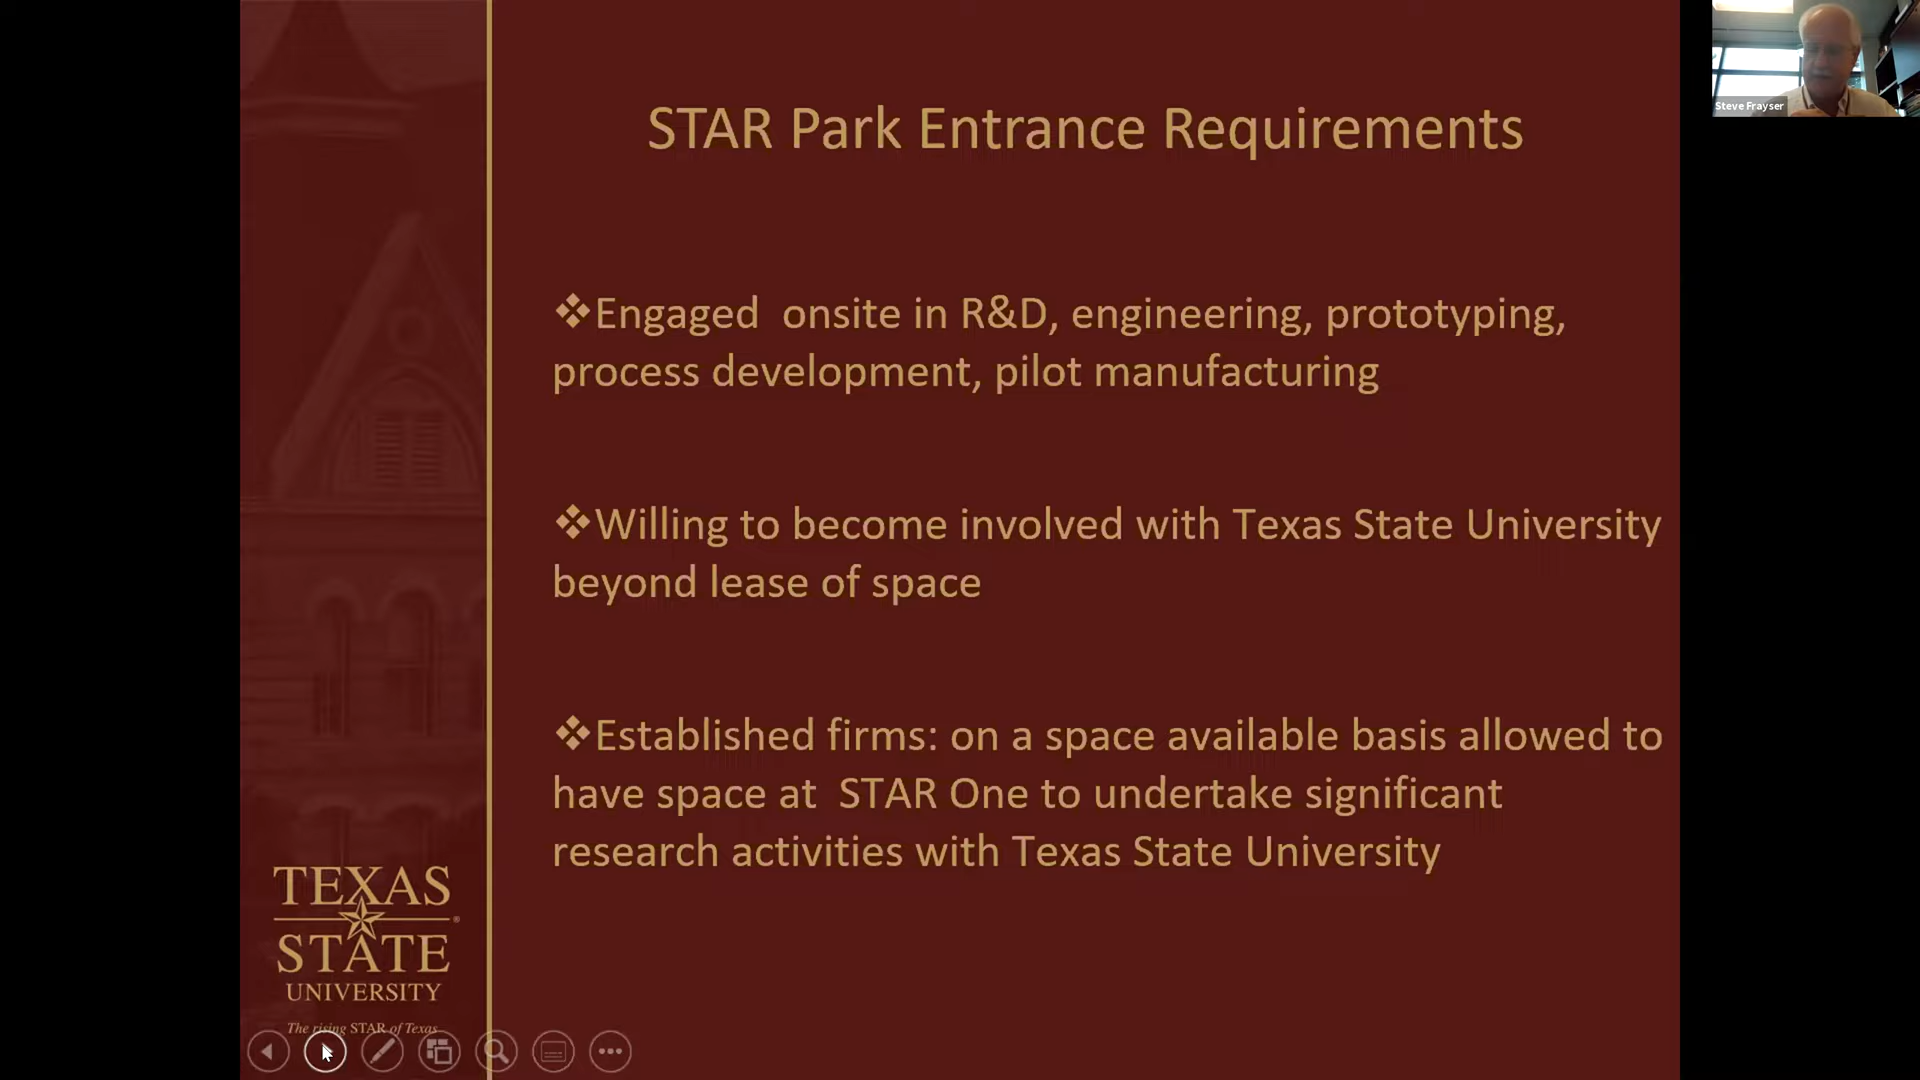 STAR Park Entrance Requirements
Steve Frayser
❖Engaged  onsite in R&D, engineering, prototyping,
process development, pilot manufacturing
❖Willing to become involved with Texas State University
beyond lease of space
❖Established firms: on a space available basis allowed to
have space at  STAR One to undertake significant
research activities with Texas State University
TEXAS
STATE
®
UNIVERSITY
The rising STAR of Texas